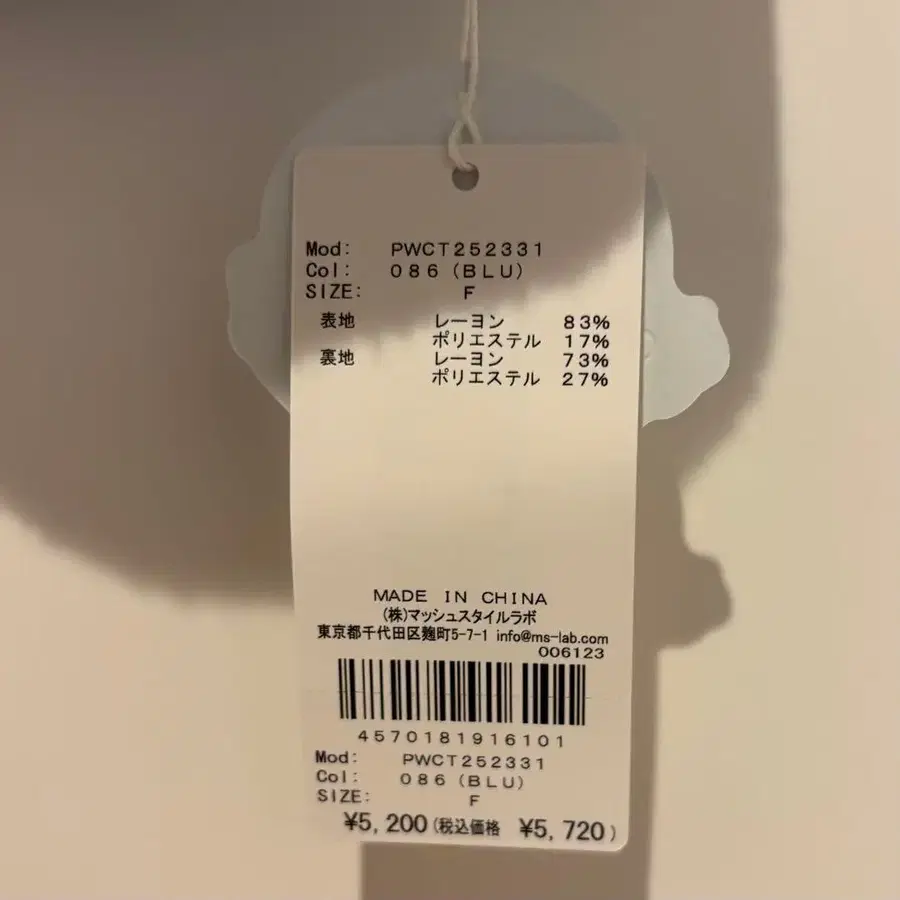 Mod: PWCT252331
Col: 086 (BLU)
SIZE: F
表地 レーヨン 83%
ポリエステル 17%
裏地 レーヨン 73%
ポリエステル 27%
MADE IN CHINA
(株)マッシュスタイルラボ
東京都千代田区麹町5-7-1 info@ms-lab.com
006123
4570181916101
Mod: PWCT252331
Col: 086 (BLU)
SIZE: F
¥5,200(税込価格 ¥5,720)